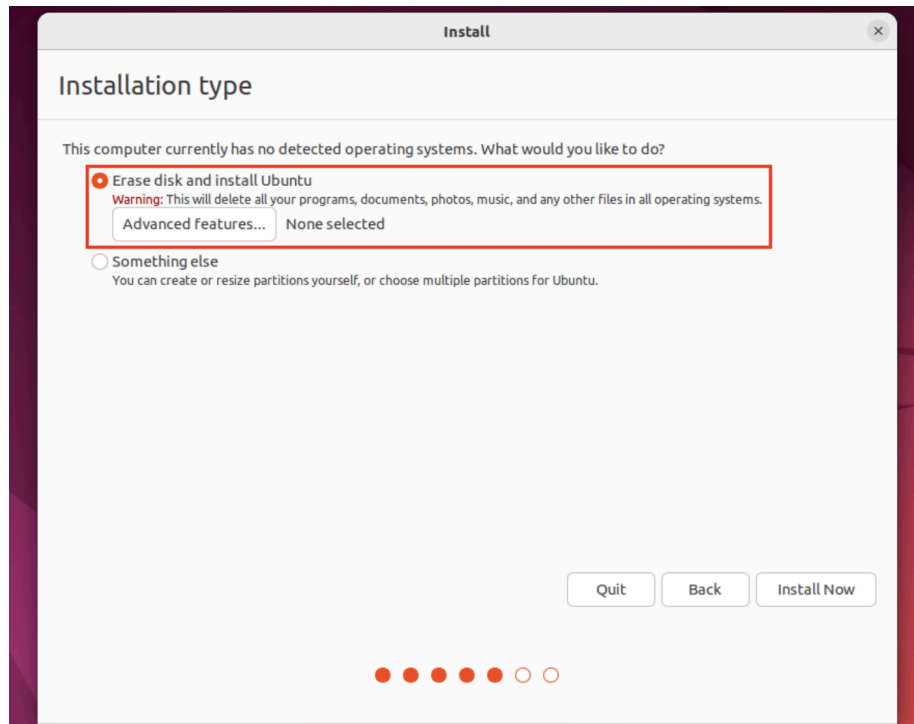 Install
Installation type
This computer currently has no detected operating systems. What would you like to do?
Erase disk and install Ubuntu
Warning: This will delete all your programs, documents, photos, music, and any other files in all operating systems.
Advanced features... None selected
Something else
You can create or resize partitions yourself, or choose multiple partitions for Ubuntu.
Quit Back Install Now